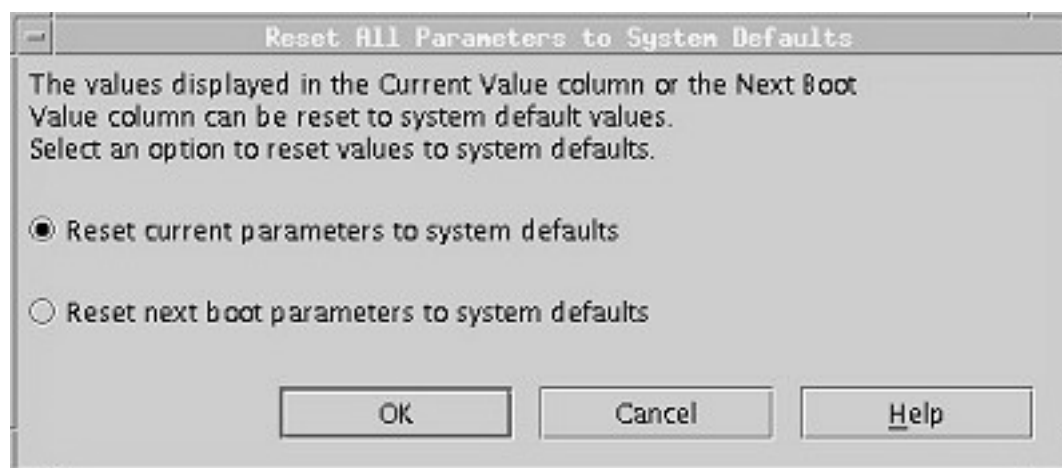 Reset All Parameters to System Defaults
The values displayed in the Current Value column or the Next Boot
Value column can be reset to system default values.
Select an option to reset values to system defaults.
Reset current parameters to system defaults
Reset next boot parameters to system defaults
OK Cancel Help